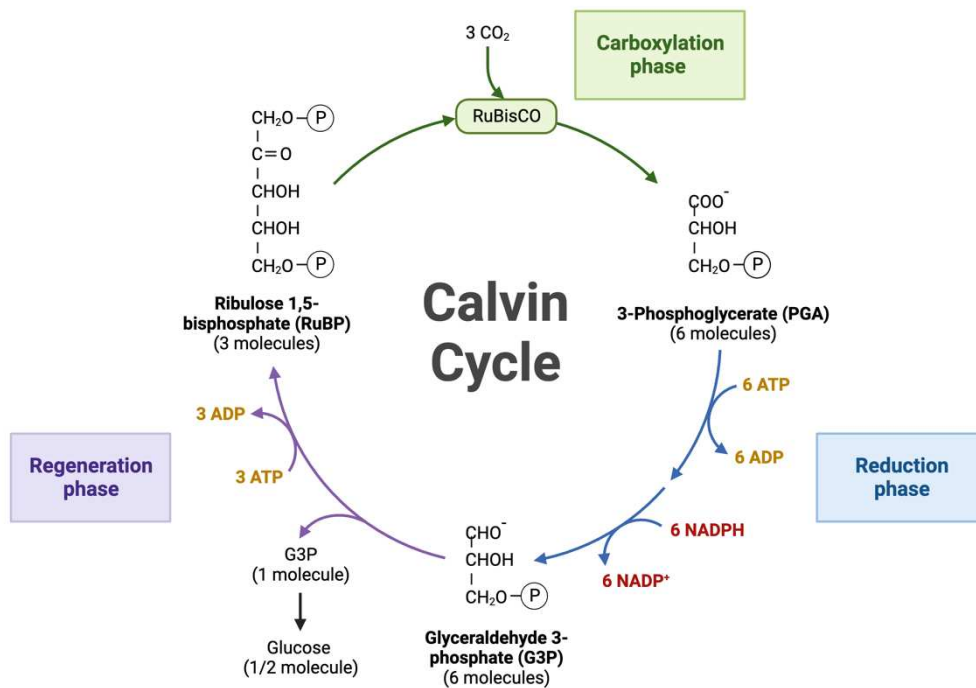 3 CO₂
Carboxylation
phase
RuBisCO
CH₂O–P
C=O
CHOH
CHOH
CH₂O–P
Ribulose 1,5-
bisphosphate (RuBP)
(3 molecules)
COO⁻
CHOH
CH₂O–P
3-Phosphoglycerate (PGA)
(6 molecules)
Calvin
Cycle
6 ATP
6 ADP
Reduction
phase
6 NADPH
6 NADP⁺
CHO⁻
CHOH
CH₂O–P
Glyceraldehyde 3-
phosphate (G3P)
(6 molecules)
3 ADP
3 ATP
Regeneration
phase
G3P
(1 molecule)
Glucose
(1/2 molecule)